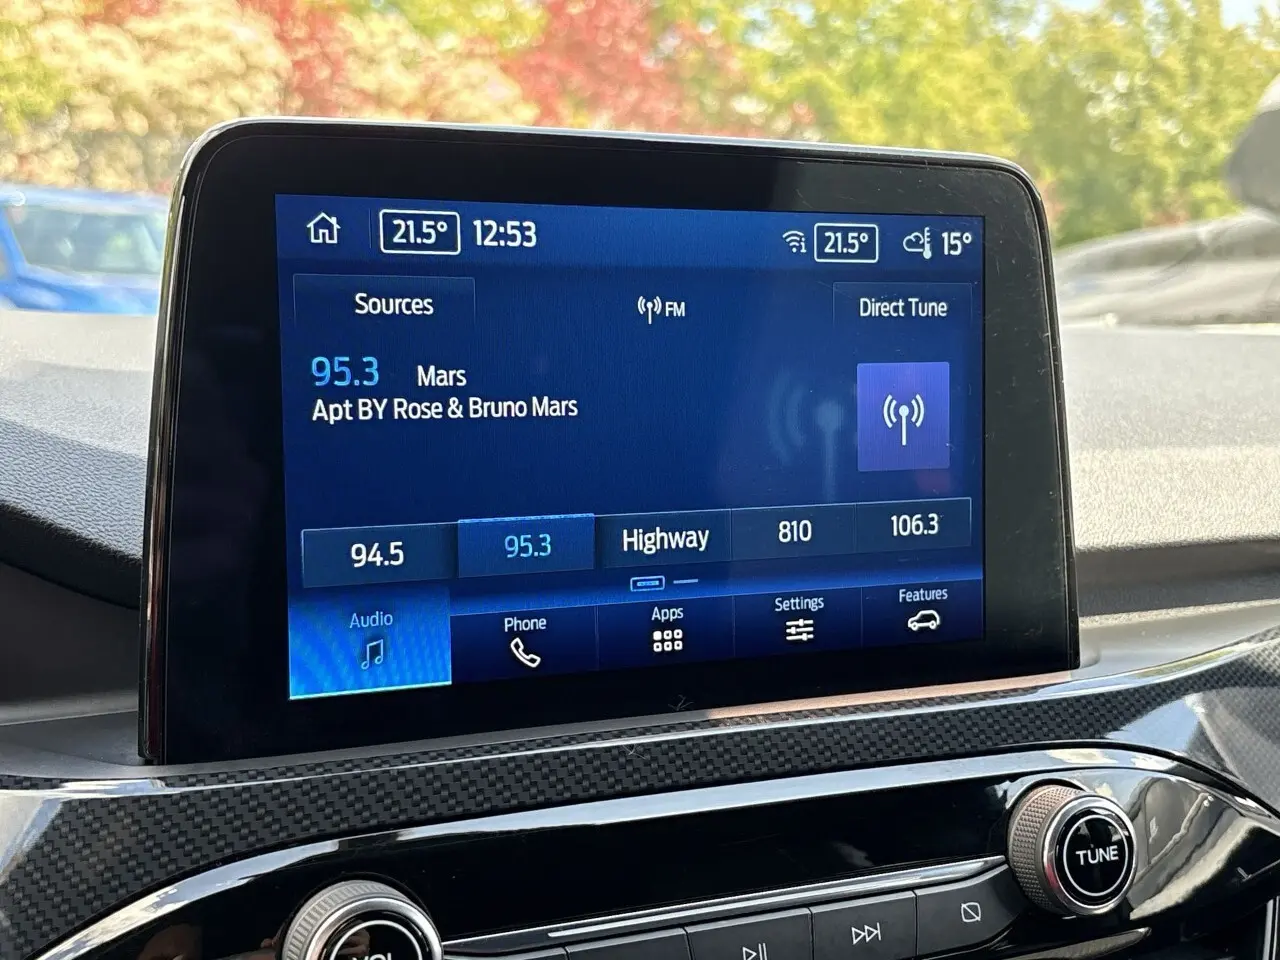 21.5° 12:53 21.5° 15°
Sources FM Direct Tune
95.3 Mars
Apt BY Rose & Bruno Mars
94.5 95.3 Highway 810 106.3
Audio Phone Apps Settings Features
TUNE
VOL